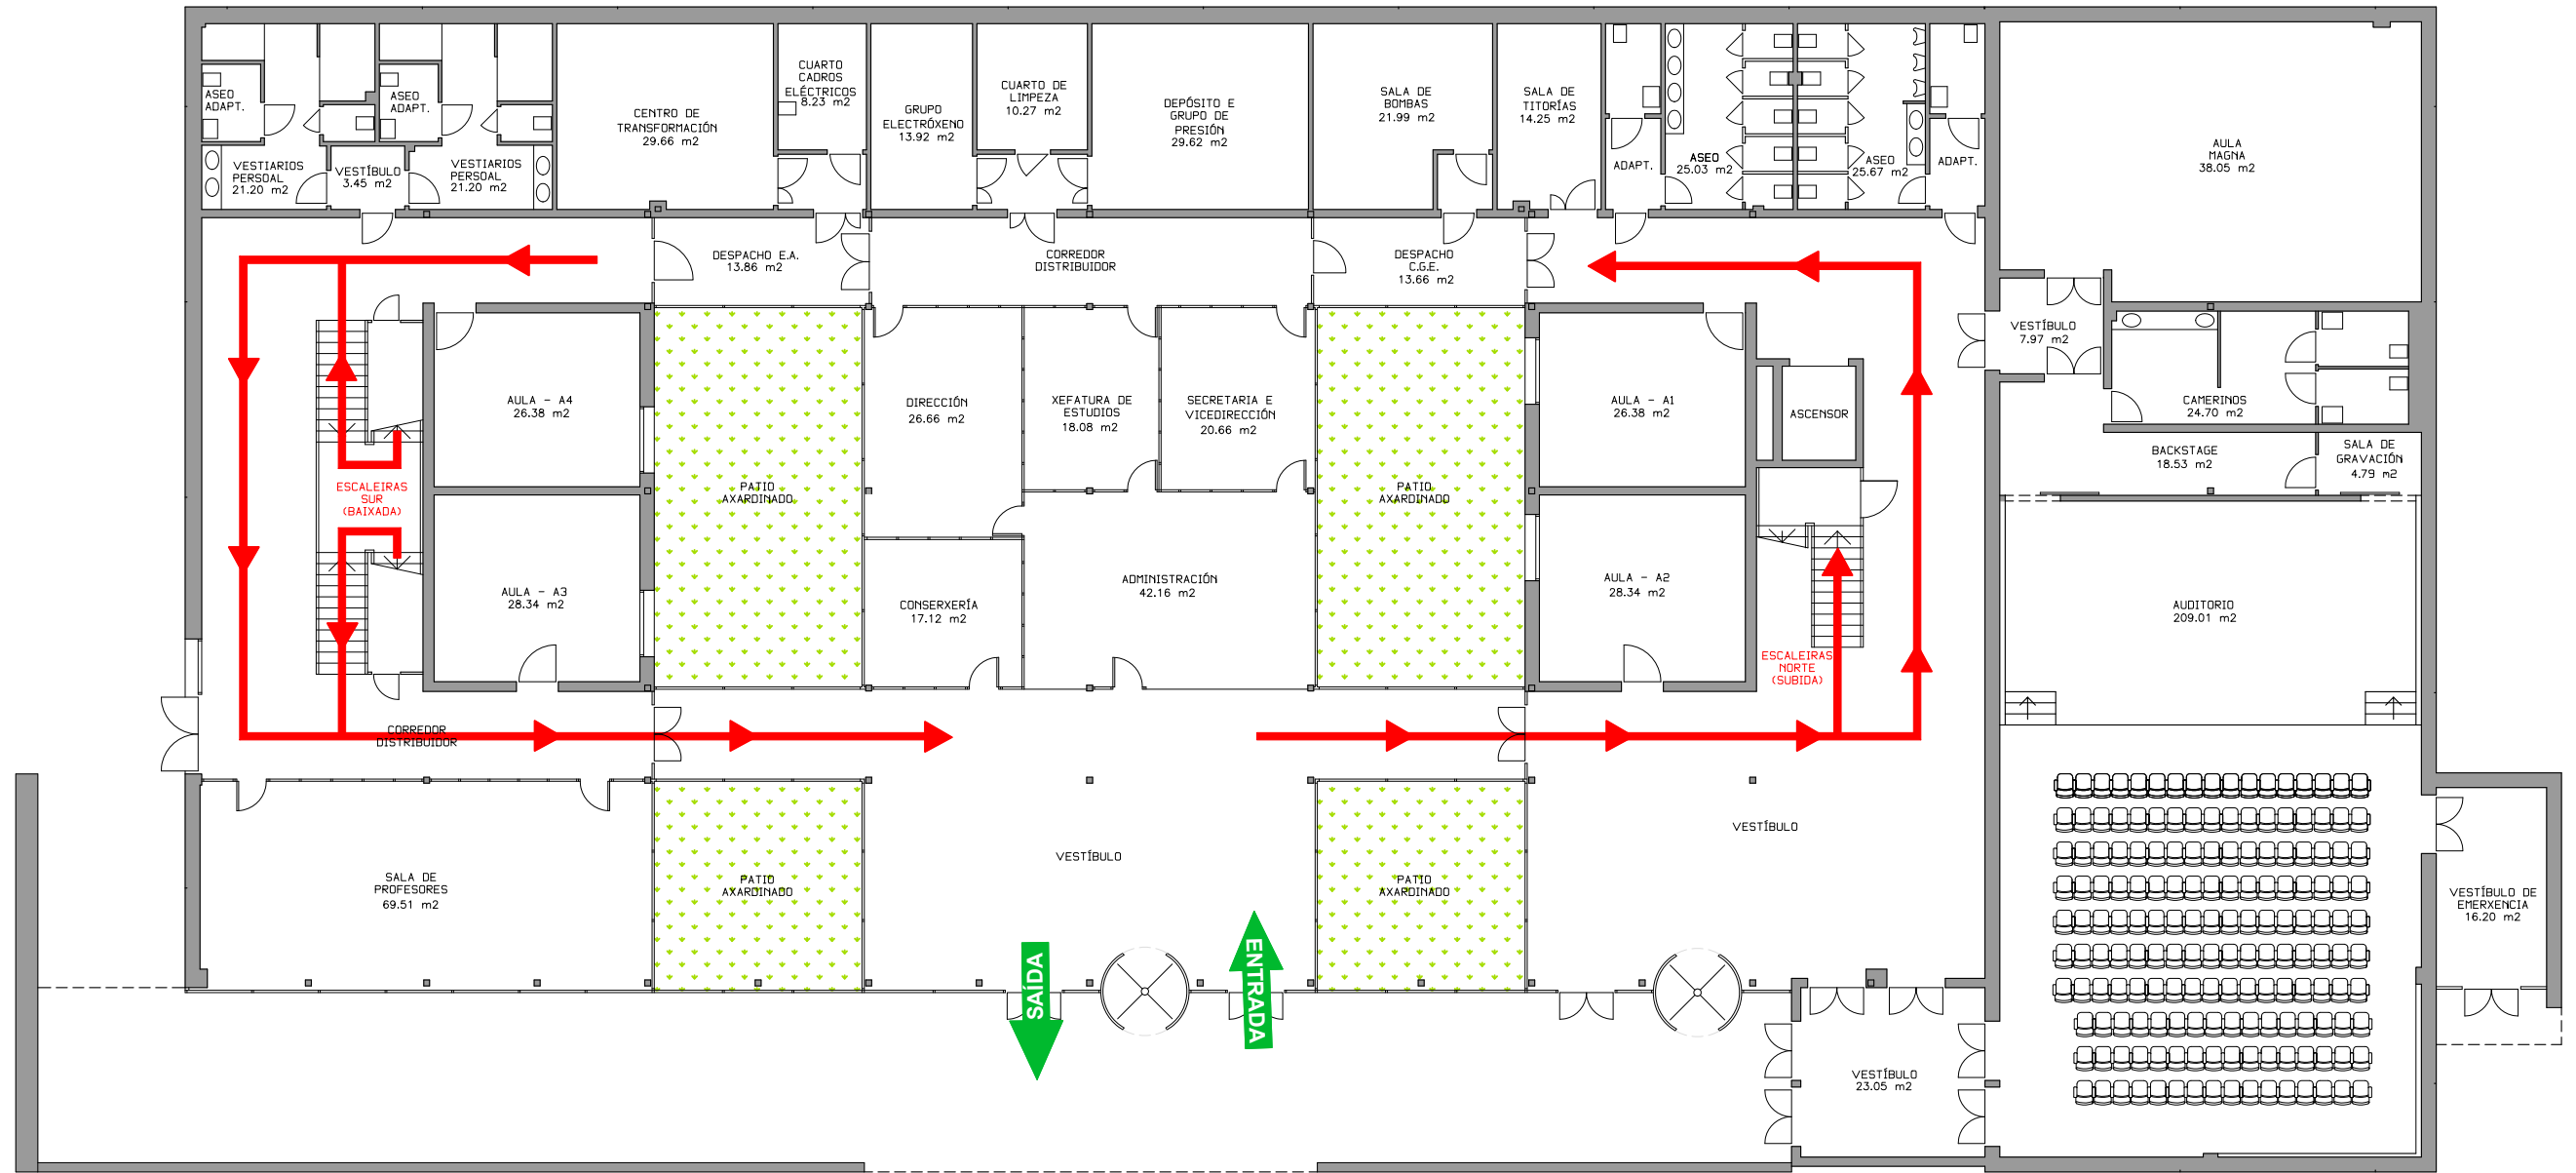 ASEO
ADAPT.
VESTIARIOS
PERSOAL
21.20 m2
VESTÍBULO
3.45 m2
ASEO
ADAPT.
VESTIARIOS
PERSOAL
21.20 m2
CENTRO DE
TRANSFORMACIÓN
29.66 m2
CUARTO
CADROS
ELÉCTRICOS
8.23 m2
GRUPO
ELECTRÓXENO
13.92 m2
CUARTO DE
LIMPEZA
10.27 m2
DEPÓSITO E
GRUPO DE
PRESIÓN
29.62 m2
SALA DE
BOMBAS
21.99 m2
SALA DE
TITORÍAS
14.25 m2
ADAPT.
ASEO
25.03 m2
ASEO
25.67 m2
ADAPT.
AULA
MAGNA
38.05 m2
DESPACHO E.A.
13.86 m2
CORREDOR
DISTRIBUIDOR
DESPACHO
C.G.E.
13.66 m2
VESTÍBULO
7.97 m2
AULA - A4
26.38 m2
DIRECCIÓN
26.66 m2
XEFATURA DE
ESTUDIOS
18.08 m2
SECRETARIA E
VICEDIRECCIÓN
20.66 m2
AULA - A1
26.38 m2
ASCENSOR
CAMERINOS
24.70 m2
BACKSTAGE
18.53 m2
SALA DE
GRAVACIÓN
4.79 m2
ESCALEIRAS
SUR
(BAIXADA)
PATIO
AXARDINADO
PATIO
AXARDINADO
AULA - A3
28.34 m2
CONSERXERÍA
17.12 m2
ADMINISTRACIÓN
42.16 m2
AULA - A2
28.34 m2
ESCALEIRAS
NORTE
(SUBIDA)
AUDITORIO
209.01 m2
CORREDOR
DISTRIBUIDOR
SALA DE
PROFESORES
69.51 m2
PATIO
AXARDINADO
VESTÍBULO
PATIO
AXARDINADO
VESTÍBULO
VESTÍBULO DE
EMERXENCIA
16.20 m2
SAÍDA
ENTRADA
VESTÍBULO
23.05 m2